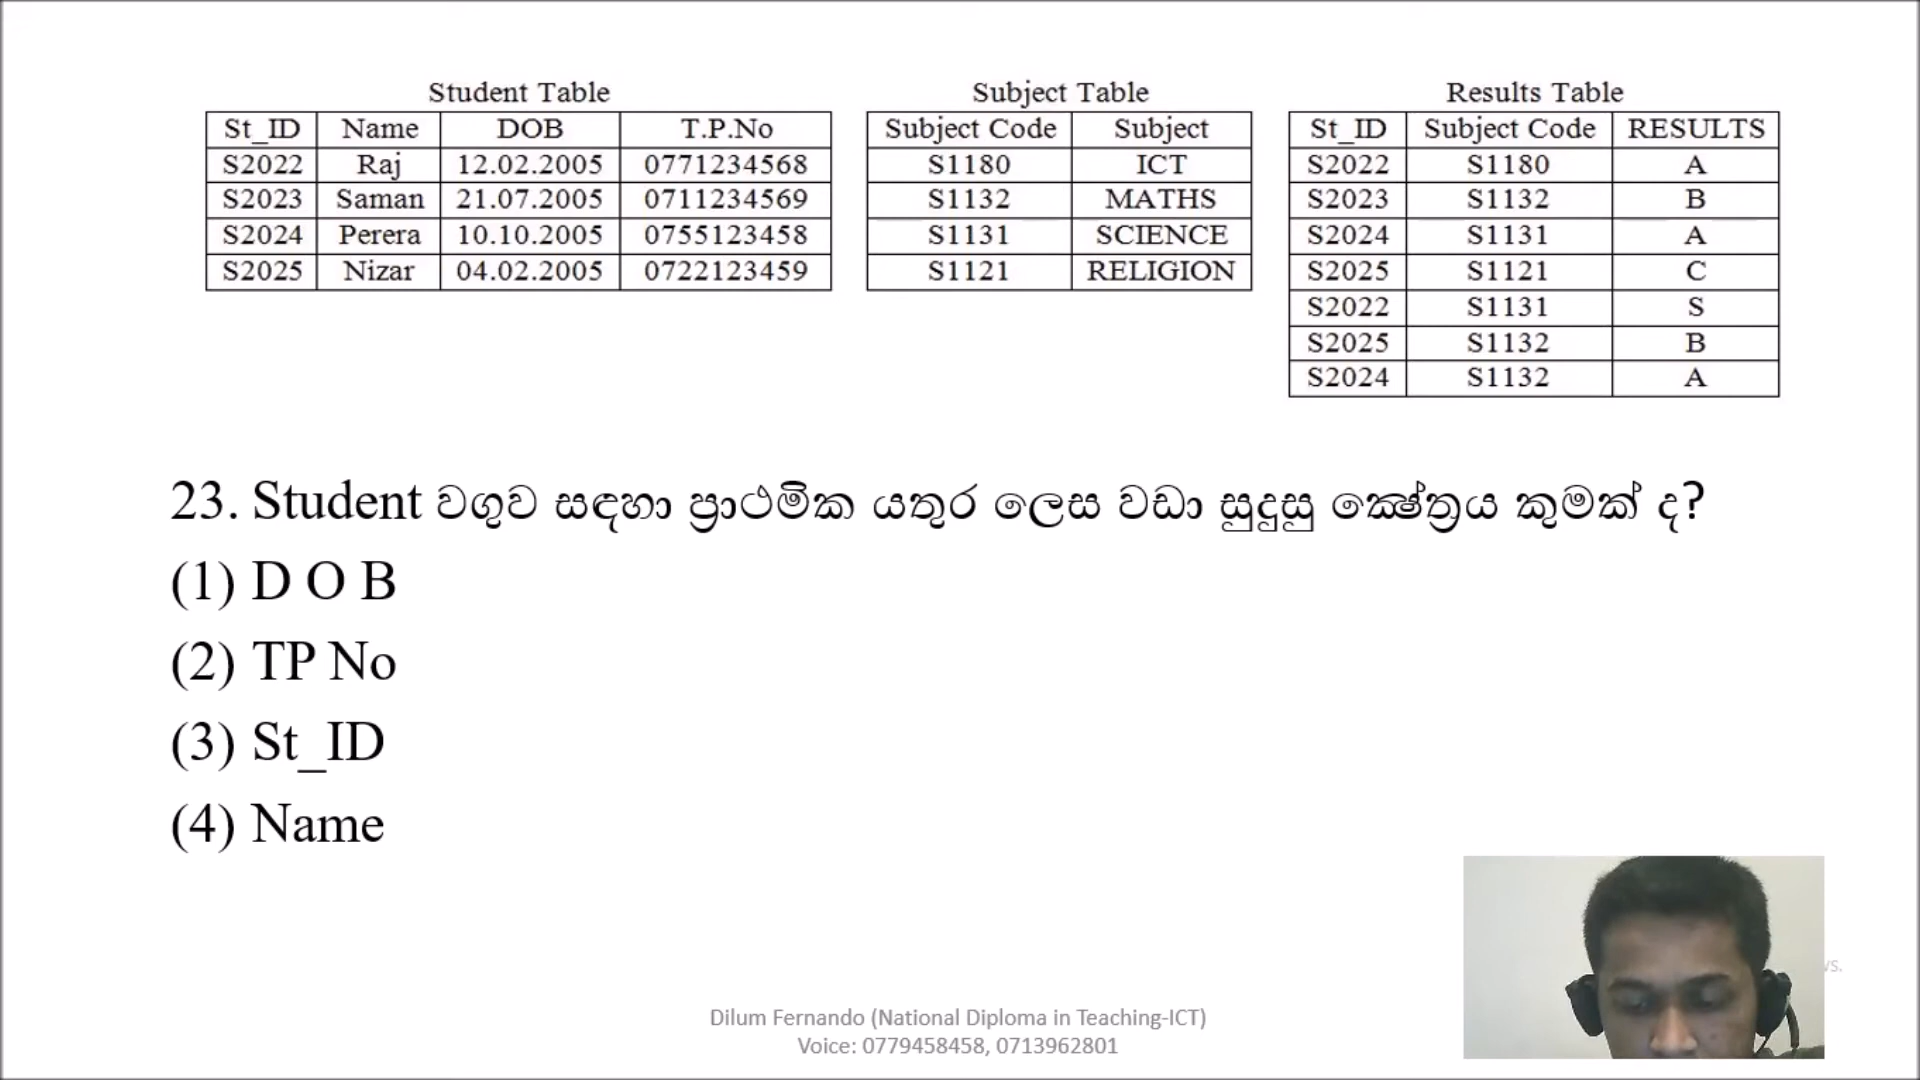 Student Table
St_ID Name DOB T.P.No
S2022 Raj 12.02.2005 0771234568
S2023 Saman 21.07.2005 0711234569
S2024 Perera 10.10.2005 0755123458
S2025 Nizar 04.02.2005 0722123459
Subject Table
Subject Code Subject
S1180 ICT
S1132 MATHS
S1131 SCIENCE
S1121 RELIGION
Results Table
St_ID Subject Code RESULTS
S2022 S1180 A
S2023 S1132 B
S2024 S1131 A
S2025 S1121 C
S2022 S1131 S
S2025 S1132 B
S2024 S1132 A
23. Student වගුව සඳහා ප්‍රාථමික යතුර ලෙස වඩා සුදුසු ක්‍ෂේත්‍රය කුමක් ද?
(1) D O B
(2) TP No
(3) St_ID
(4) Name
Dilum Fernando (National Diploma in Teaching-ICT)
Voice: 0779458458, 0713962801